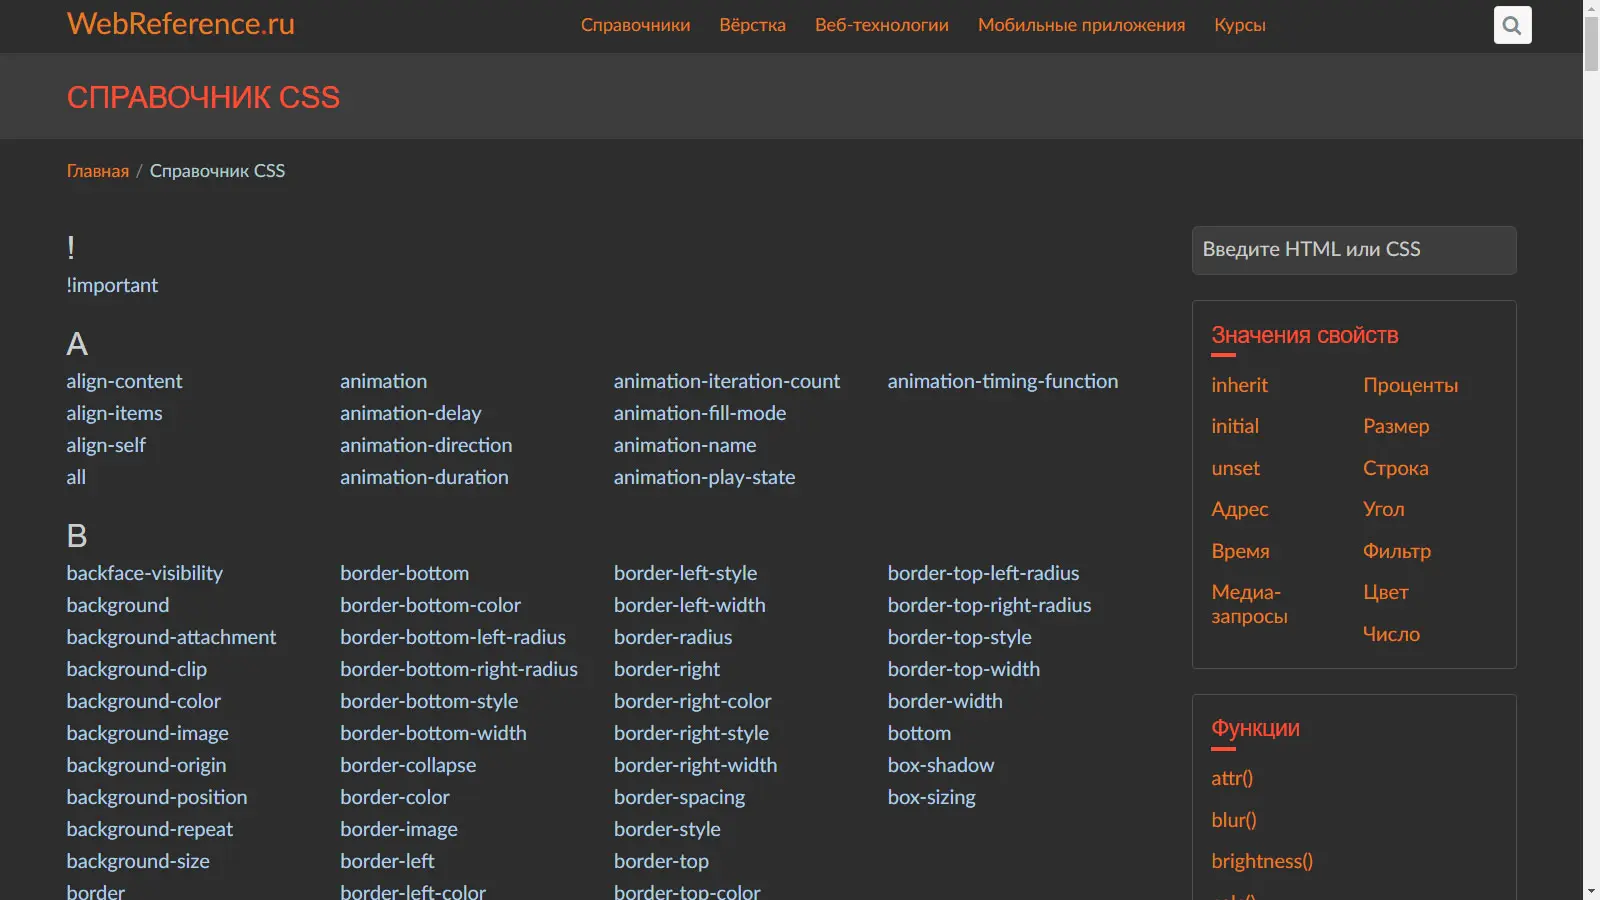 WebReference.ru
Справочники Вёрстка Веб-технологии Мобильные приложения Курсы
СПРАВОЧНИК CSS
Главная / Справочник CSS
!
!important
A
align-content animation animation-iteration-count animation-timing-function
align-items animation-delay animation-fill-mode
align-self animation-direction animation-name
all animation-duration animation-play-state
B
backface-visibility border-bottom border-left-style border-top-left-radius
background border-bottom-color border-left-width border-top-right-radius
background-attachment border-bottom-left-radius border-radius border-top-style
background-clip border-bottom-right-radius border-right border-top-width
background-color border-bottom-style border-right-color border-width
background-image border-bottom-width border-right-style bottom
background-origin border-collapse border-right-width box-shadow
background-position border-color border-spacing box-sizing
background-repeat border-image border-style
background-size border-left border-top
border border-left-color border-top-color
Введите HTML или CSS
Значения свойств
inherit Проценты
initial Размер
unset Строка
Адрес Угол
Время Фильтр
Медиа- Цвет
запросы
Число
Функции
attr()
blur()
brightness()